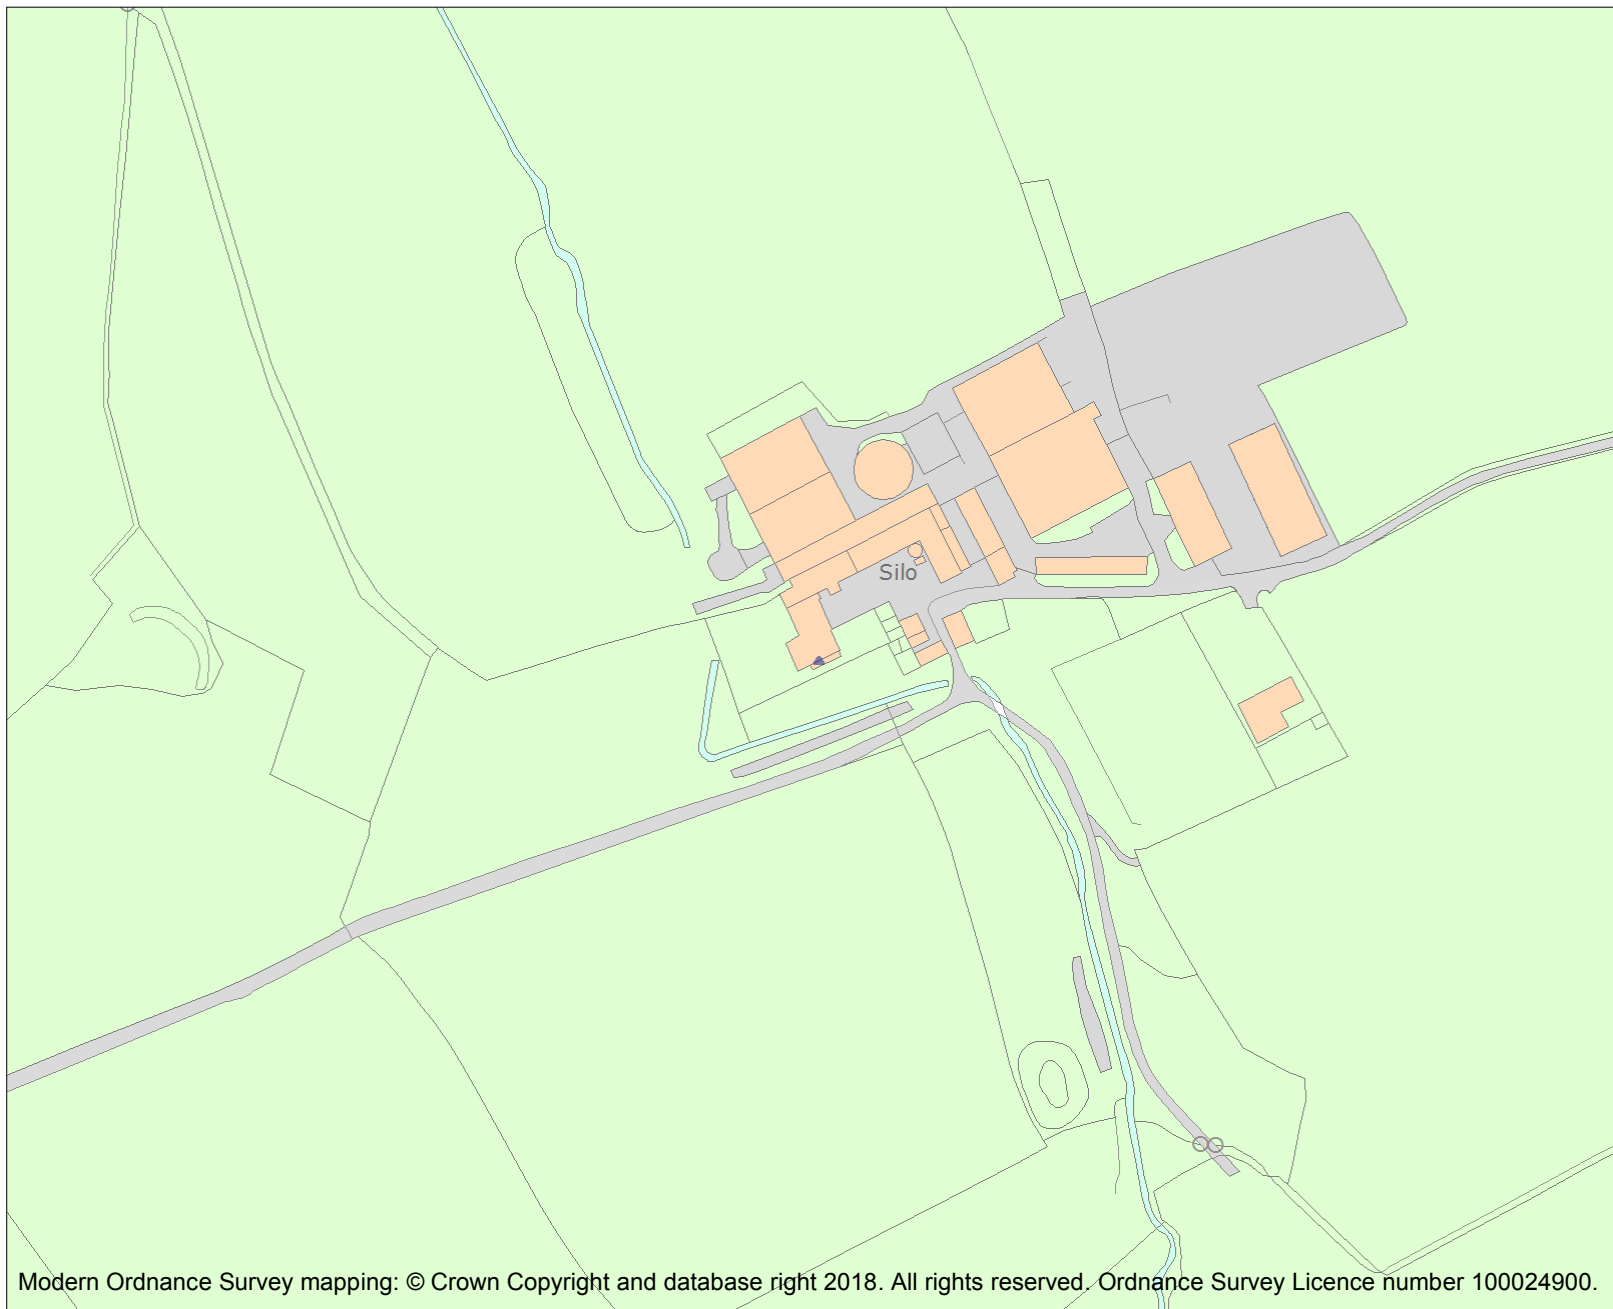 Silo
Modern Ordnance Survey mapping: © Crown Copyright and database right 2018. All rights reserved. Ordnance Survey Licence number 100024900.